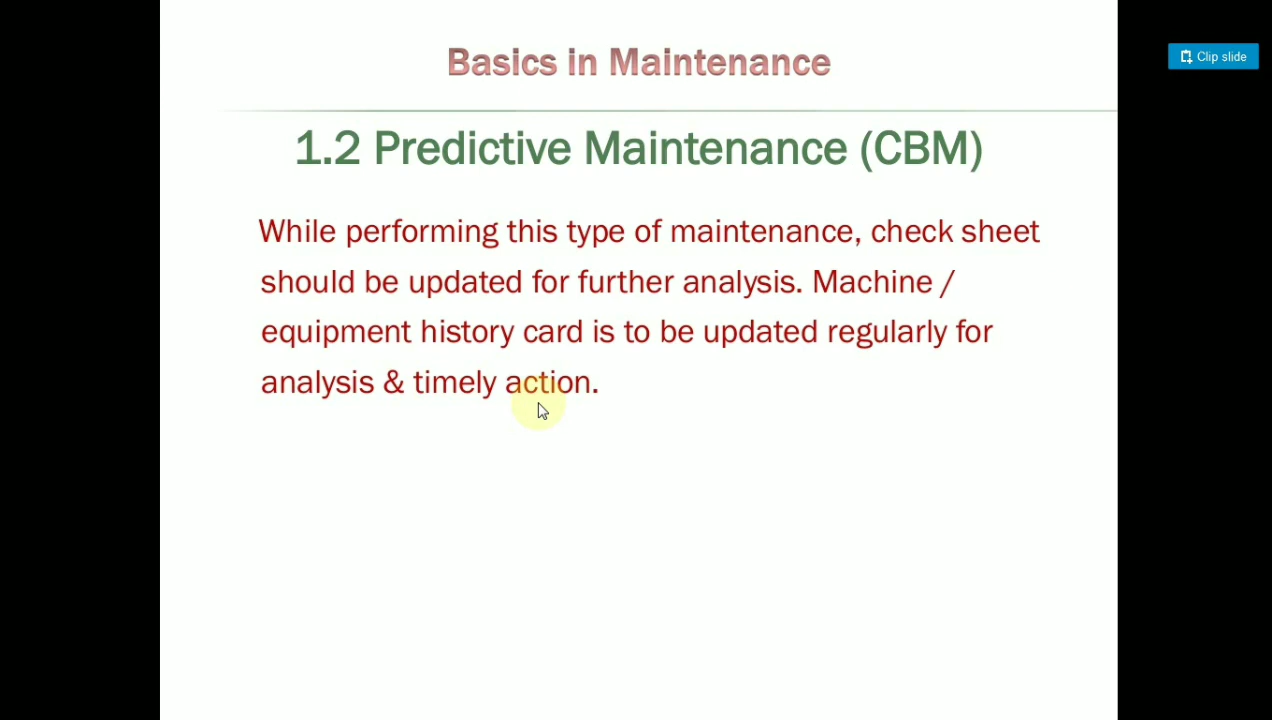 Basics in Maintenance
Clip slide
1.2 Predictive Maintenance (CBM)
While performing this type of maintenance, check sheet
should be updated for further analysis. Machine /
equipment history card is to be updated regularly for
analysis & timely action.